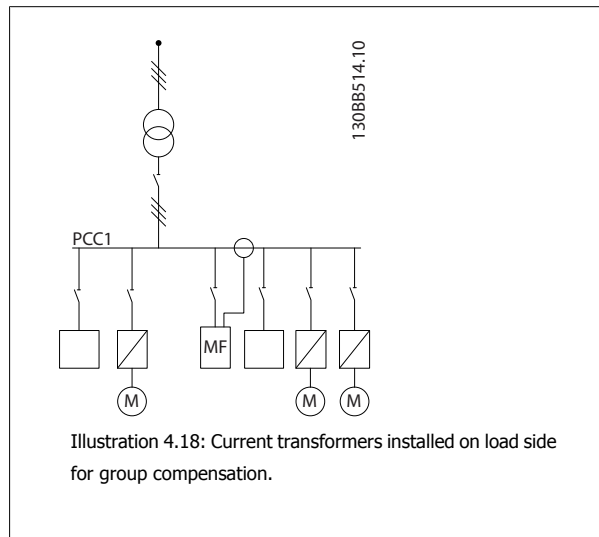 130BB514.10
PCC1
MF
M
M
M
Illustration 4.18: Current transformers installed on load side
for group compensation.